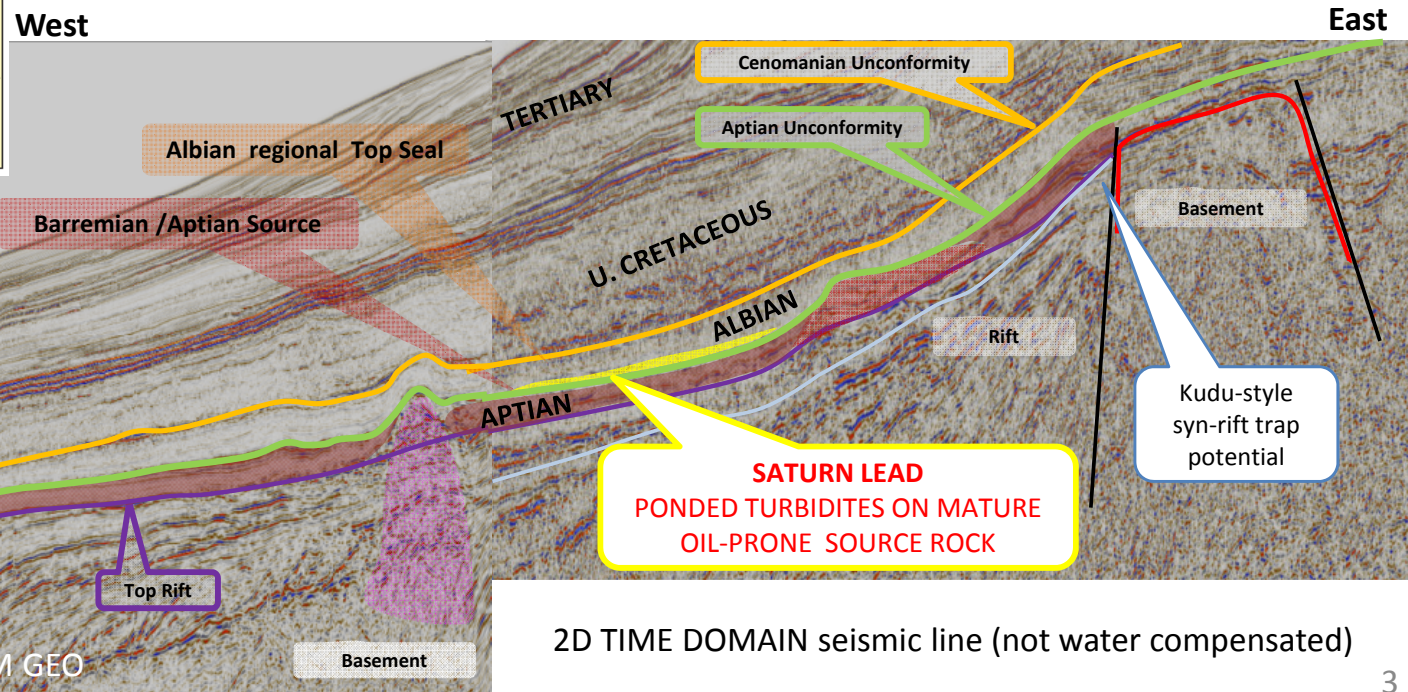 West
East
Cenomanian Unconformity
TERTIARY
Aptian Unconformity
Albian regional Top Seal
Basement
Barremian /Aptian Source
U. CRETACEOUS
ALBIAN
Rift
Kudu-style
syn-rift trap
potential
APTIAN
SATURN LEAD
PONDED TURBIDITES ON MATURE
OIL-PRONE SOURCE ROCK
Top Rift
2D TIME DOMAIN seismic line (not water compensated)
Basement
M GEO
3